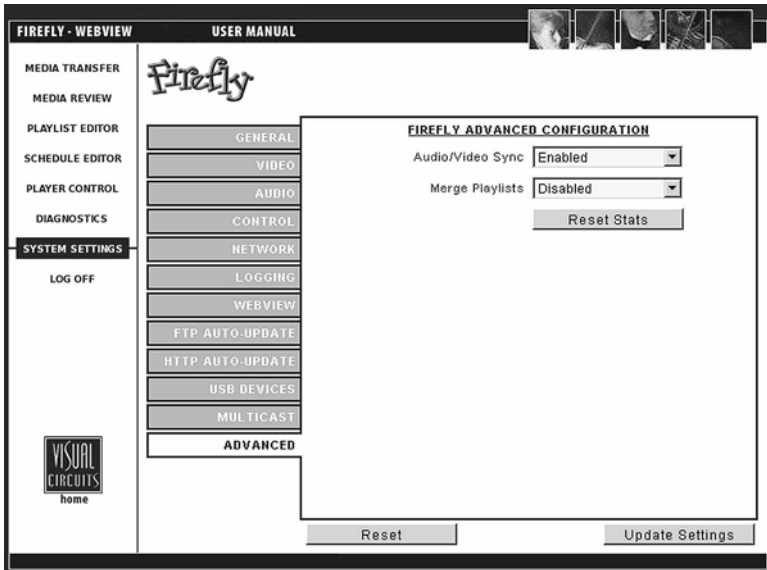 FIREFLY - WEBVIEW
USER MANUAL
MEDIA TRANSFER
MEDIA REVIEW
PLAYLIST EDITOR
SCHEDULE EDITOR
PLAYER CONTROL
DIAGNOSTICS
SYSTEM SETTINGS
LOG OFF
VISUAL
CIRCUITS
home
Firefly
GENERAL
VIDEO
AUDIO
CONTROL
NETWORK
LOGGING
WEBVIEW
FTP AUTO-UPDATE
HTTP AUTO-UPDATE
USB DEVICES
MULTICAST
ADVANCED
FIREFLY ADVANCED CONFIGURATION
Audio/Video Sync Enabled
Merge Playlists Disabled
Reset Stats
Reset
Update Settings